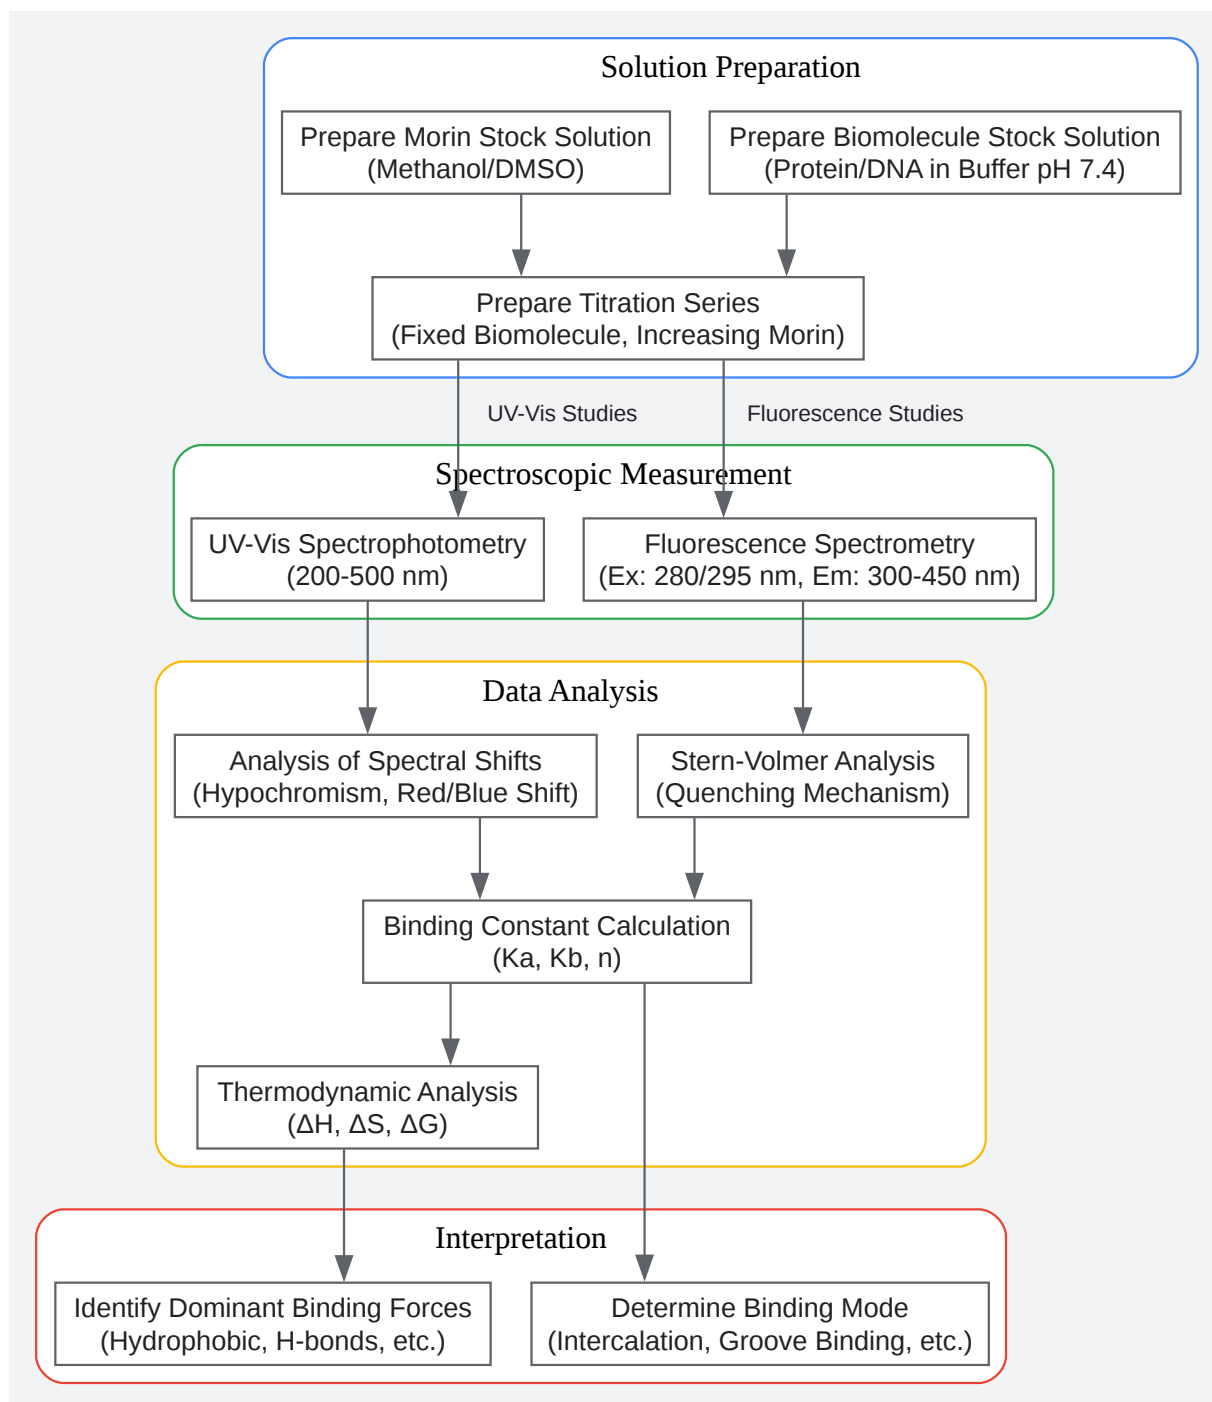 Solution Preparation
Prepare Morin Stock Solution
(Methanol/DMSO)
Prepare Biomolecule Stock Solution
(Protein/DNA in Buffer pH 7.4)
Prepare Titration Series
(Fixed Biomolecule, Increasing Morin)
UV-Vis Studies
Fluorescence Studies
Spectroscopic Measurement
UV-Vis Spectrophotometry
(200-500 nm)
Fluorescence Spectrometry
(Ex: 280/295 nm, Em: 300-450 nm)
Data Analysis
Analysis of Spectral Shifts
(Hypochromism, Red/Blue Shift)
Stern-Volmer Analysis
(Quenching Mechanism)
Binding Constant Calculation
(Ka, Kb, n)
Thermodynamic Analysis
(ΔH, ΔS, ΔG)
Interpretation
Identify Dominant Binding Forces
(Hydrophobic, H-bonds, etc.)
Determine Binding Mode
(Intercalation, Groove Binding, etc.)